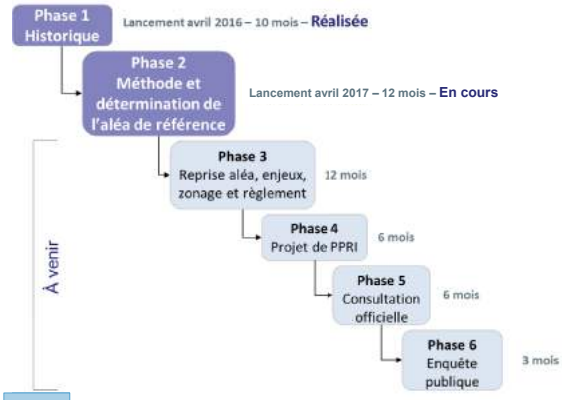 Phase 1
Historique
Lancement avril 2016 – 10 mois – Réalisée
Phase 2
Méthode et
détermination de
l'aléa de référence
Lancement avril 2017 – 12 mois – En cours
À venir
Phase 3
Reprise aléa, enjeux,
zonage et règlement
12 mois
Phase 4
Projet de PPRI
6 mois
Phase 5
Consultation
officielle
6 mois
Phase 6
Enquête
publique
3 mois